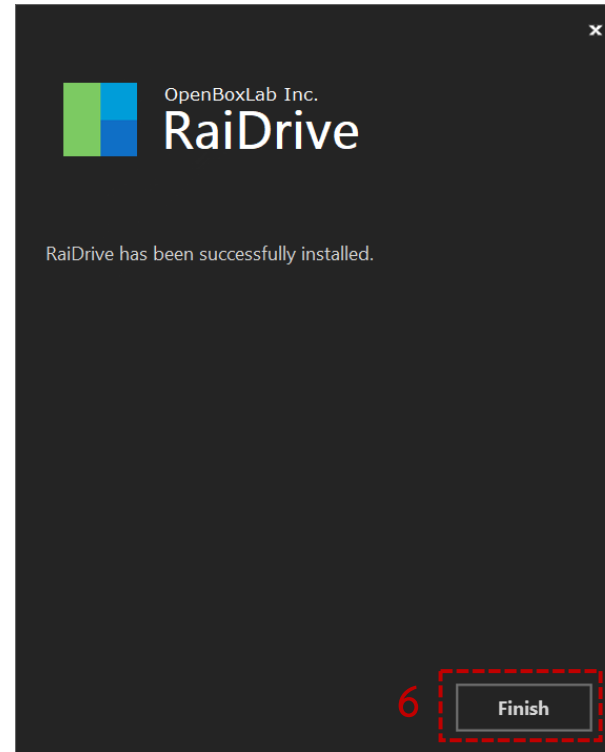 x
OpenBoxLab Inc.
RaiDrive
RaiDrive has been successfully installed.
6
Finish